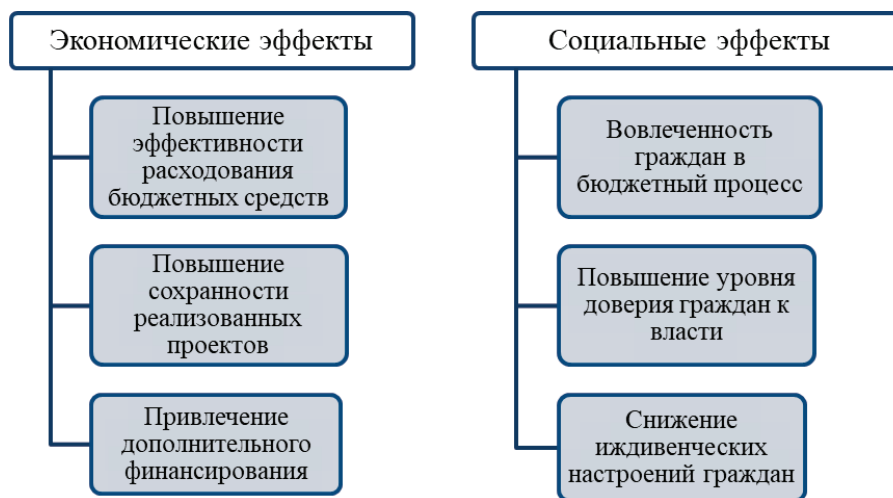 Экономические эффекты
Повышение
эффективности
расходования
бюджетных средств
Повышение
сохранности
реализованных
проектов
Привлечение
дополнительного
финансирования
Социальные эффекты
Вовлеченность
граждан в
бюджетный процесс
Повышение уровня
доверия граждан к
власти
Снижение
иждивенческих
настроений граждан